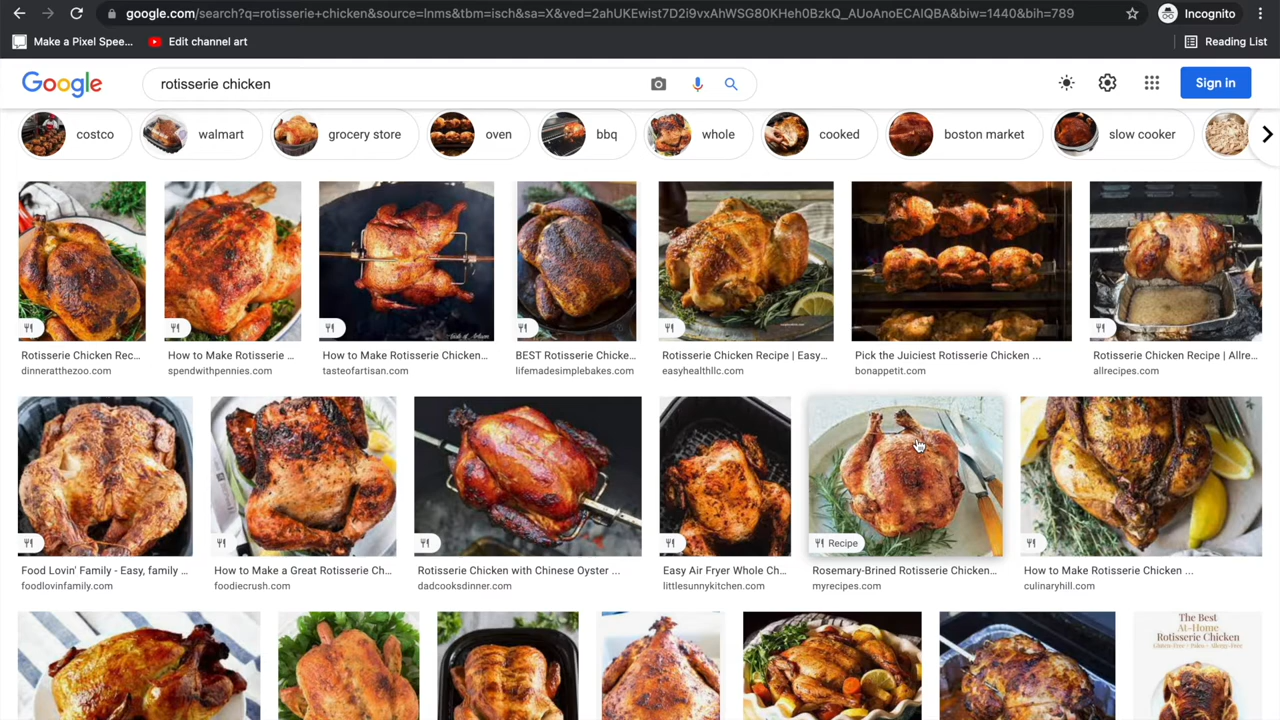 google.com/search?q=rotisserie+chicken&source=lnms&tbm=isch&sa=X&ved=2ahUKEwist7D2i9vxAhWSG80KHeh0BzkQ_AUoAnoECAIQBA&biw=1440&bih=789
Incognito
Make a Pixel Spee...
Edit channel art
Reading List
Google
rotisserie chicken
Sign in
costco
walmart
grocery store
oven
bbq
whole
cooked
boston market
slow cooker
Rotisserie Chicken Rec...
How to Make Rotisserie ...
How to Make Rotisserie Chicken...
BEST Rotisserie Chicke...
Rotisserie Chicken Recipe | Easy...
Pick the Juiciest Rotisserie Chicken ...
Rotisserie Chicken Recipe | Allre...
dinneratthezoo.com
spendwithpennies.com
tasteofartisan.com
lifemadesimplebakes.com
easyhealthllc.com
bonappetit.com
allrecipes.com
Recipe
Food Lovin' Family - Easy, family ...
How to Make a Great Rotisserie Ch...
Rotisserie Chicken with Chinese Oyster ...
Easy Air Fryer Whole Ch...
Rosemary-Brined Rotisserie Chicken...
How to Make Rotisserie Chicken ...
foodlovinfamily.com
foodiecrush.com
dadcooksdinner.com
littlesunnykitchen.com
myrecipes.com
culinaryhill.com
The Best
At-Home
Rotisserie Chicken
Gluten-Free + Paleo + Allergy-Free